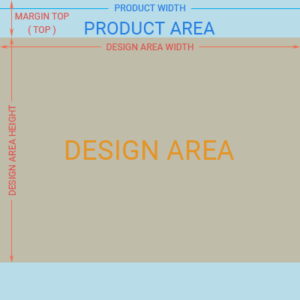 PRODUCT WIDTH
MARGIN TOP
( TOP )
PRODUCT AREA
DESIGN AREA WIDTH
DESIGN AREA HEIGHT
DESIGN AREA